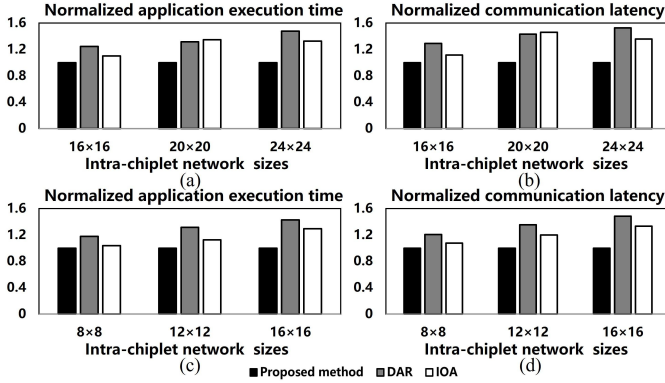 Normalized application execution time
1.6
1.2
0.8
0.4
0
16×16 20×20 24×24
Intra-chiplet network sizes
(a)
Normalized communication latency
1.6
1.2
0.8
0.4
0
16×16 20×20 24×24
Intra-chiplet network sizes
(b)
Normalized application execution time
1.6
1.2
0.8
0.4
0
8×8 12×12 16×16
Intra-chiplet network sizes
(c)
Normalized communication latency
1.6
1.2
0.8
0.4
0
8×8 12×12 16×16
Intra-chiplet network sizes
(d)
Proposed method DAR IOA